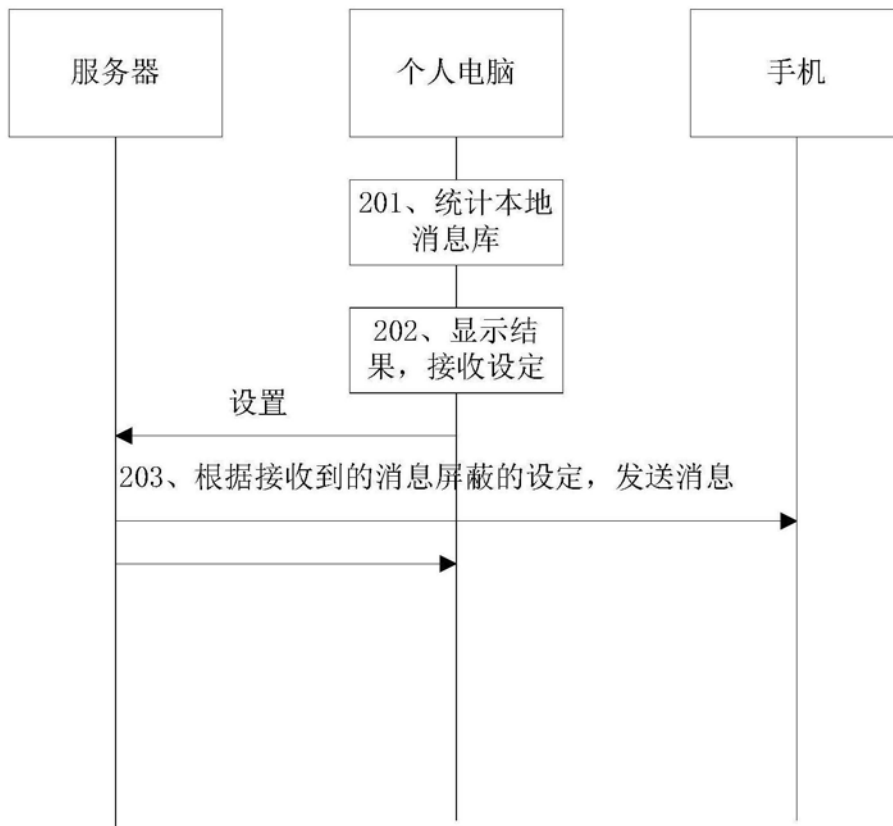 服务器
个人电脑
手机
201、统计本地
消息库
202、显示结
果，接收设定
设置
203、根据接收到的消息屏蔽的设定，发送消息